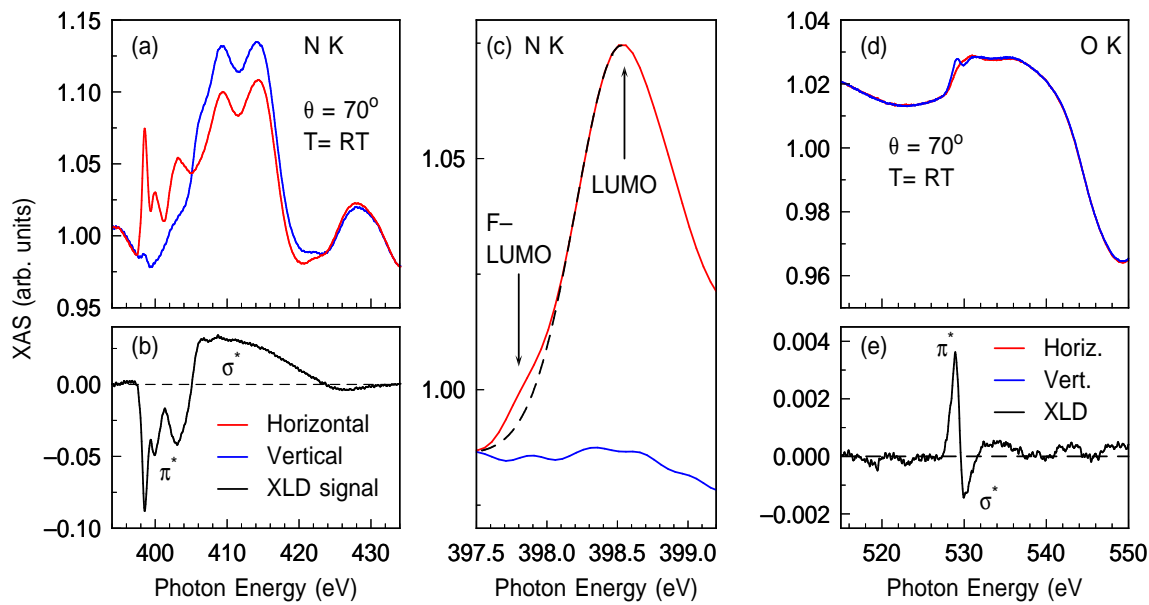 XAS (arb. units)
(a)
N K
θ = 70°
T= RT
1.15
1.10
1.05
1.00
0.95
(b)
σ*
π*
Horizontal
Vertical
XLD signal
0.00
−0.05
−0.10
400 410 420 430
Photon Energy (eV)
(c) N K
LUMO
F−
LUMO
1.05
1.00
397.5 398.0 398.5 399.0
Photon Energy (eV)
(d)
O K
θ = 70°
T= RT
1.04
1.02
1.00
0.98
0.96
(e)
π*
σ*
Horiz.
Vert.
XLD
0.004
0.002
0.000
−0.002
520 530 540 550
Photon Energy (eV